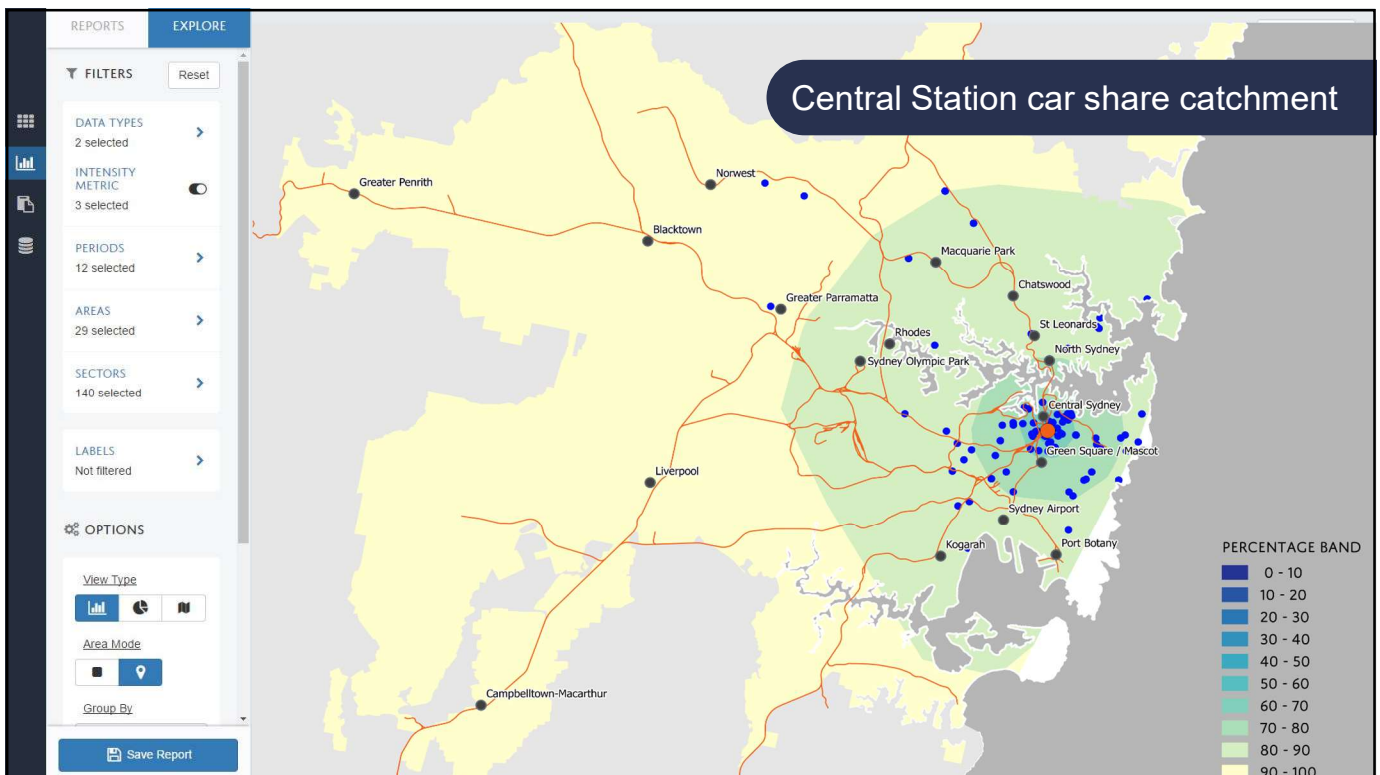 REPORTS
EXPLORE
FILTERS
Reset
DATA TYPES
2 selected
INTENSITY
METRIC
3 selected
PERIODS
12 selected
AREAS
29 selected
SECTORS
140 selected
LABELS
Not filtered
OPTIONS
View Type
Area Mode
Group By
Save Report
Central Station car share catchment
Norwest
Greater Penrith
Blacktown
Macquarie Park
Chatswood
Greater Parramatta
St Leonards
Rhodes
North Sydney
Sydney Olympic Park
Central Sydney
Green Square / Mascot
Liverpool
Sydney Airport
Kogarah
Port Botany
Campbelltown-Macarthur
PERCENTAGE BAND
0 - 10
10 - 20
20 - 30
30 - 40
40 - 50
50 - 60
60 - 70
70 - 80
80 - 90
90 - 100